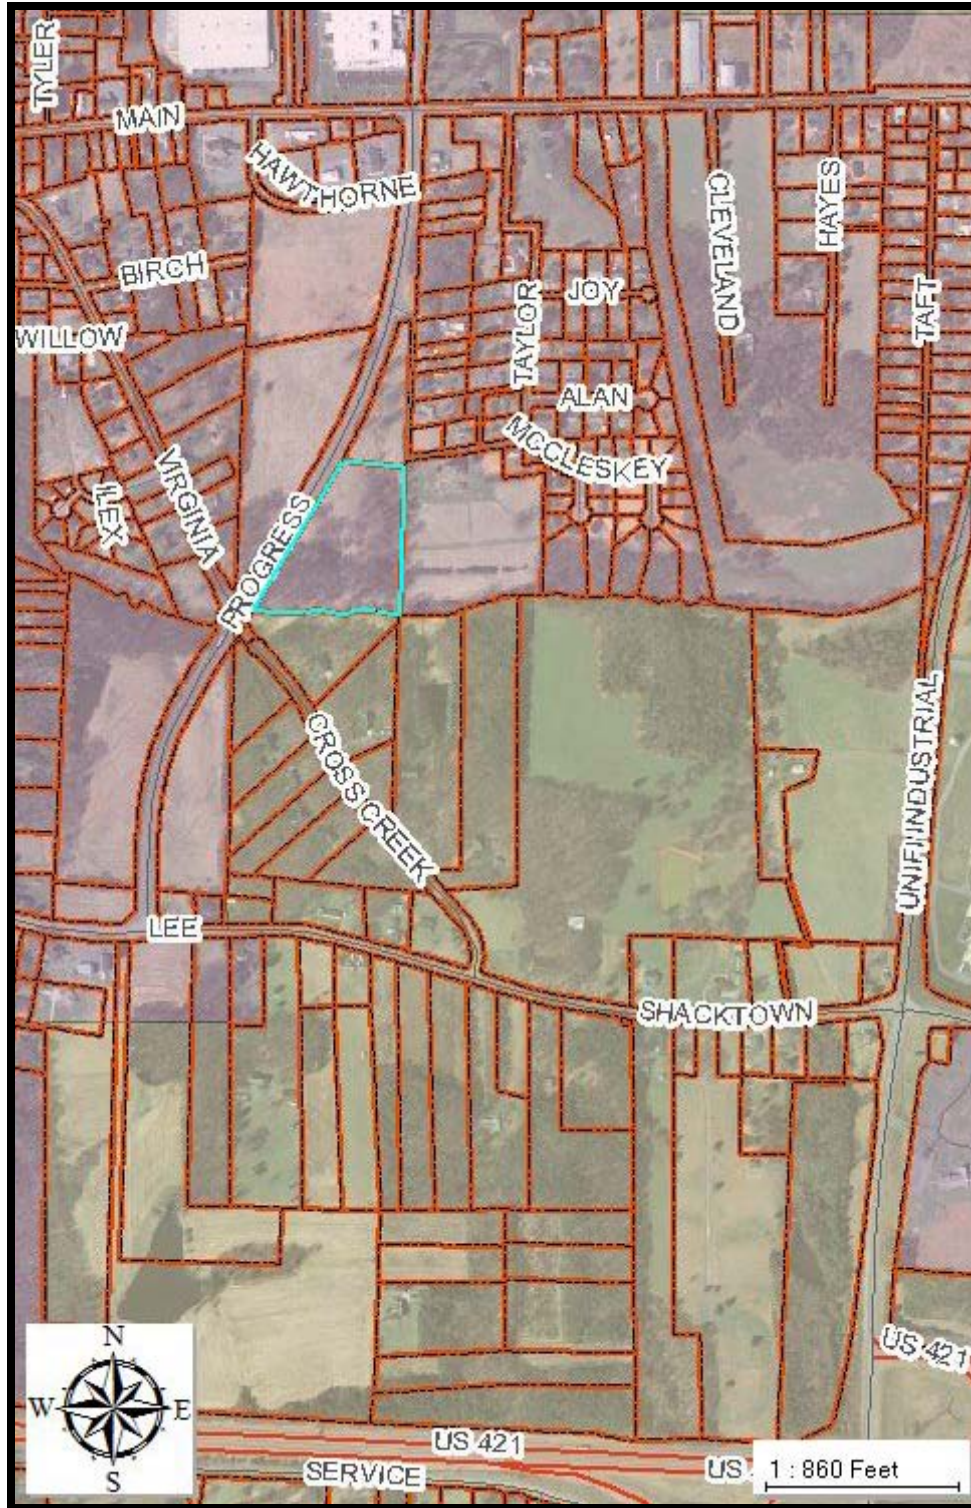 TYLER
MAIN
HAWTHORNE
BIRCH
WILLOW
CLEVELAND
HAYES
JOY
TAYLOR
TAFT
ALAN
MCCLESKEY
VIRGINIA
ILEX
PROGRESS
CROSS CREEK
UNIFI INDUSTRIAL
LEE
SHACKTOWN
US 421
N
W E
S
US 421
US
SERVICE
1 : 860 Feet